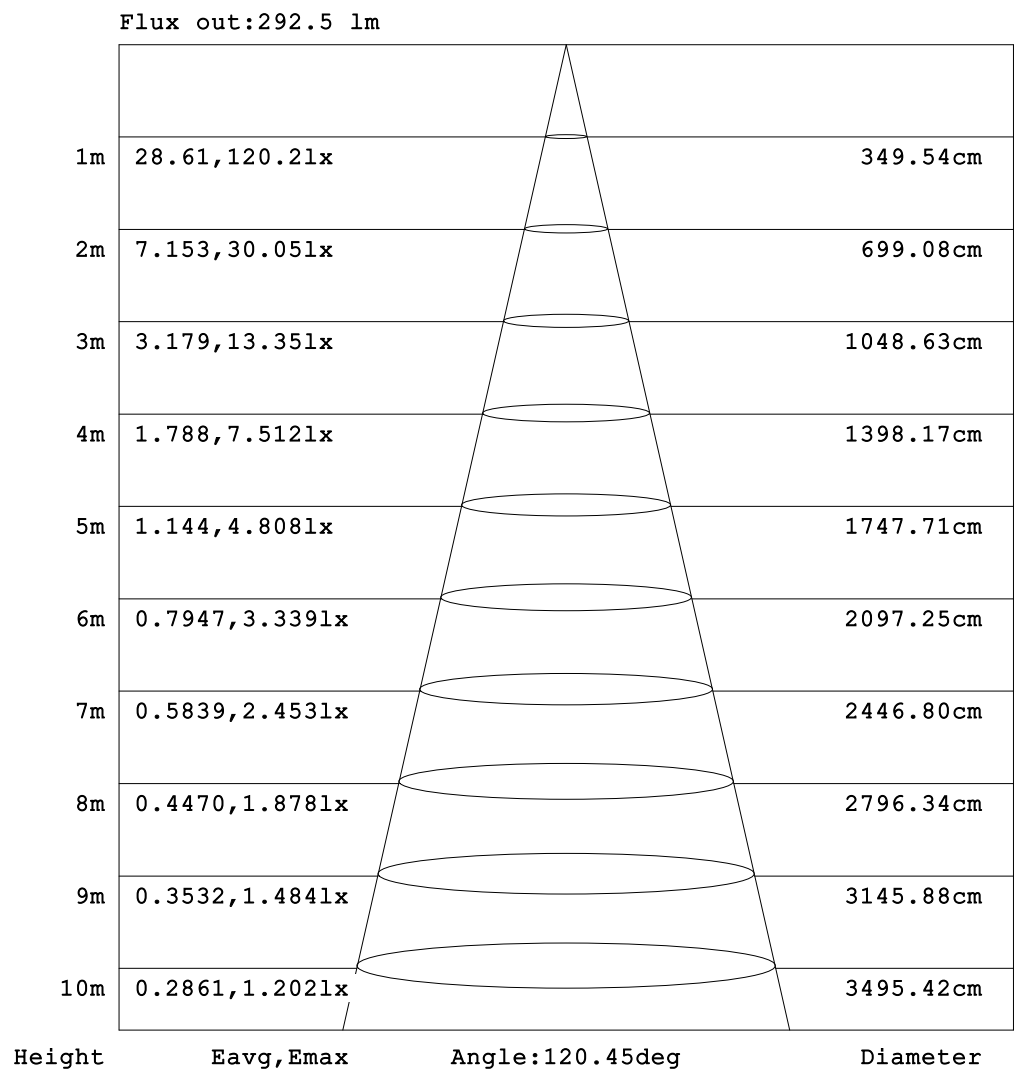 Flux out:292.5 lm
1m 28.61,120.2lx 349.54cm
2m 7.153,30.05lx 699.08cm
3m 3.179,13.35lx 1048.63cm
4m 1.788,7.512lx 1398.17cm
5m 1.144,4.808lx 1747.71cm
6m 0.7947,3.339lx 2097.25cm
7m 0.5839,2.453lx 2446.80cm
8m 0.4470,1.878lx 2796.34cm
9m 0.3532,1.484lx 3145.88cm
10m 0.2861,1.202lx 3495.42cm
Height Eavg,Emax Angle:120.45deg Diameter